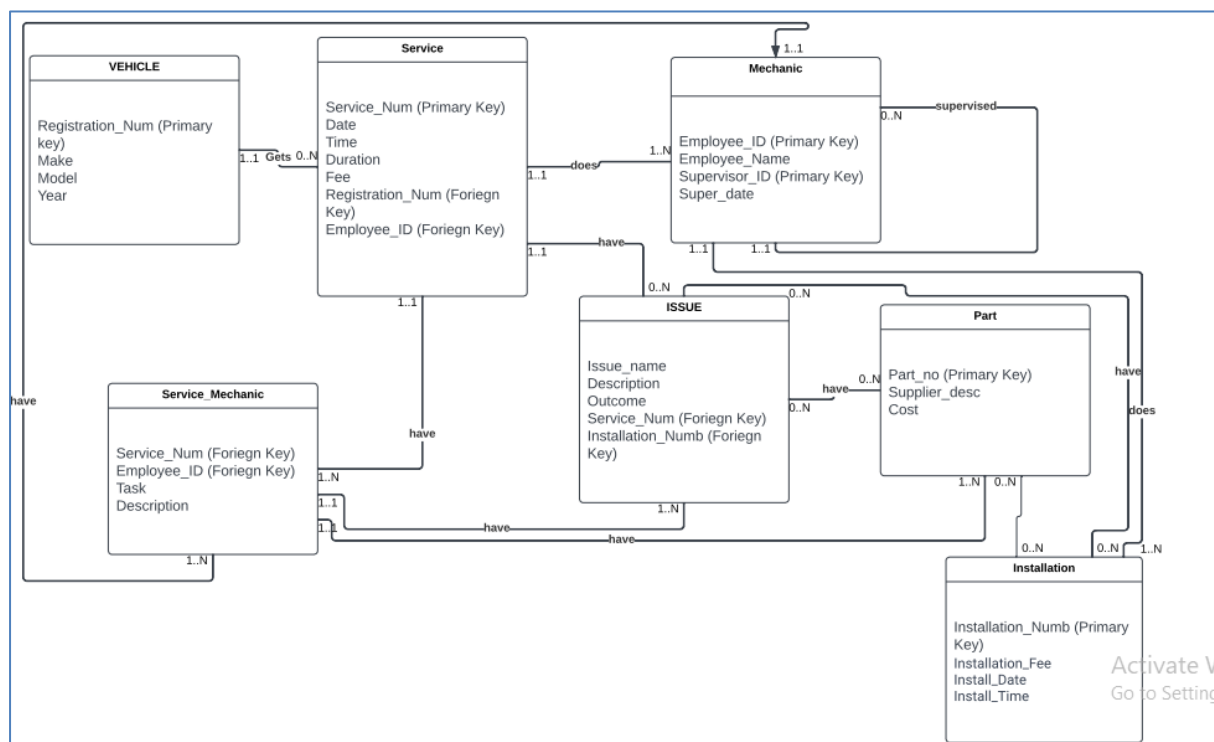 1..1
VEHICLE
Registration_Num (Primary
key)
Make
Model
Year
1..1
Gets
0..N
Service
Service_Num (Primary Key)
Date
Time
Duration
Fee
Registration_Num (Foriegn
Key)
Employee_ID (Foriegn Key)
1..1
does
1..N
1..1
have
0..N
1..1
Mechanic
Employee_ID (Primary Key)
Employee_Name
Supervisor_ID (Primary Key)
Super_date
supervised
0..N
1..1
1..1
0..N
ISSUE
Issue_name
Description
Outcome
Service_Num (Foriegn Key)
Installation_Numb (Foriegn
Key)
0..N
have
0..N
1..N
Part
Part_no (Primary Key)
Supplier_desc
Cost
1..N
0..N
have
does
have
Service_Mechanic
Service_Num (Foriegn Key)
Employee_ID (Foriegn Key)
Task
Description
have
1..N
1..1
1..1
have
have
1..N
0..N
0..N
1..N
Installation
Installation_Numb (Primary
Key)
Installation_Fee
Install_Date
Install_Time
Activate W
Go to Setting